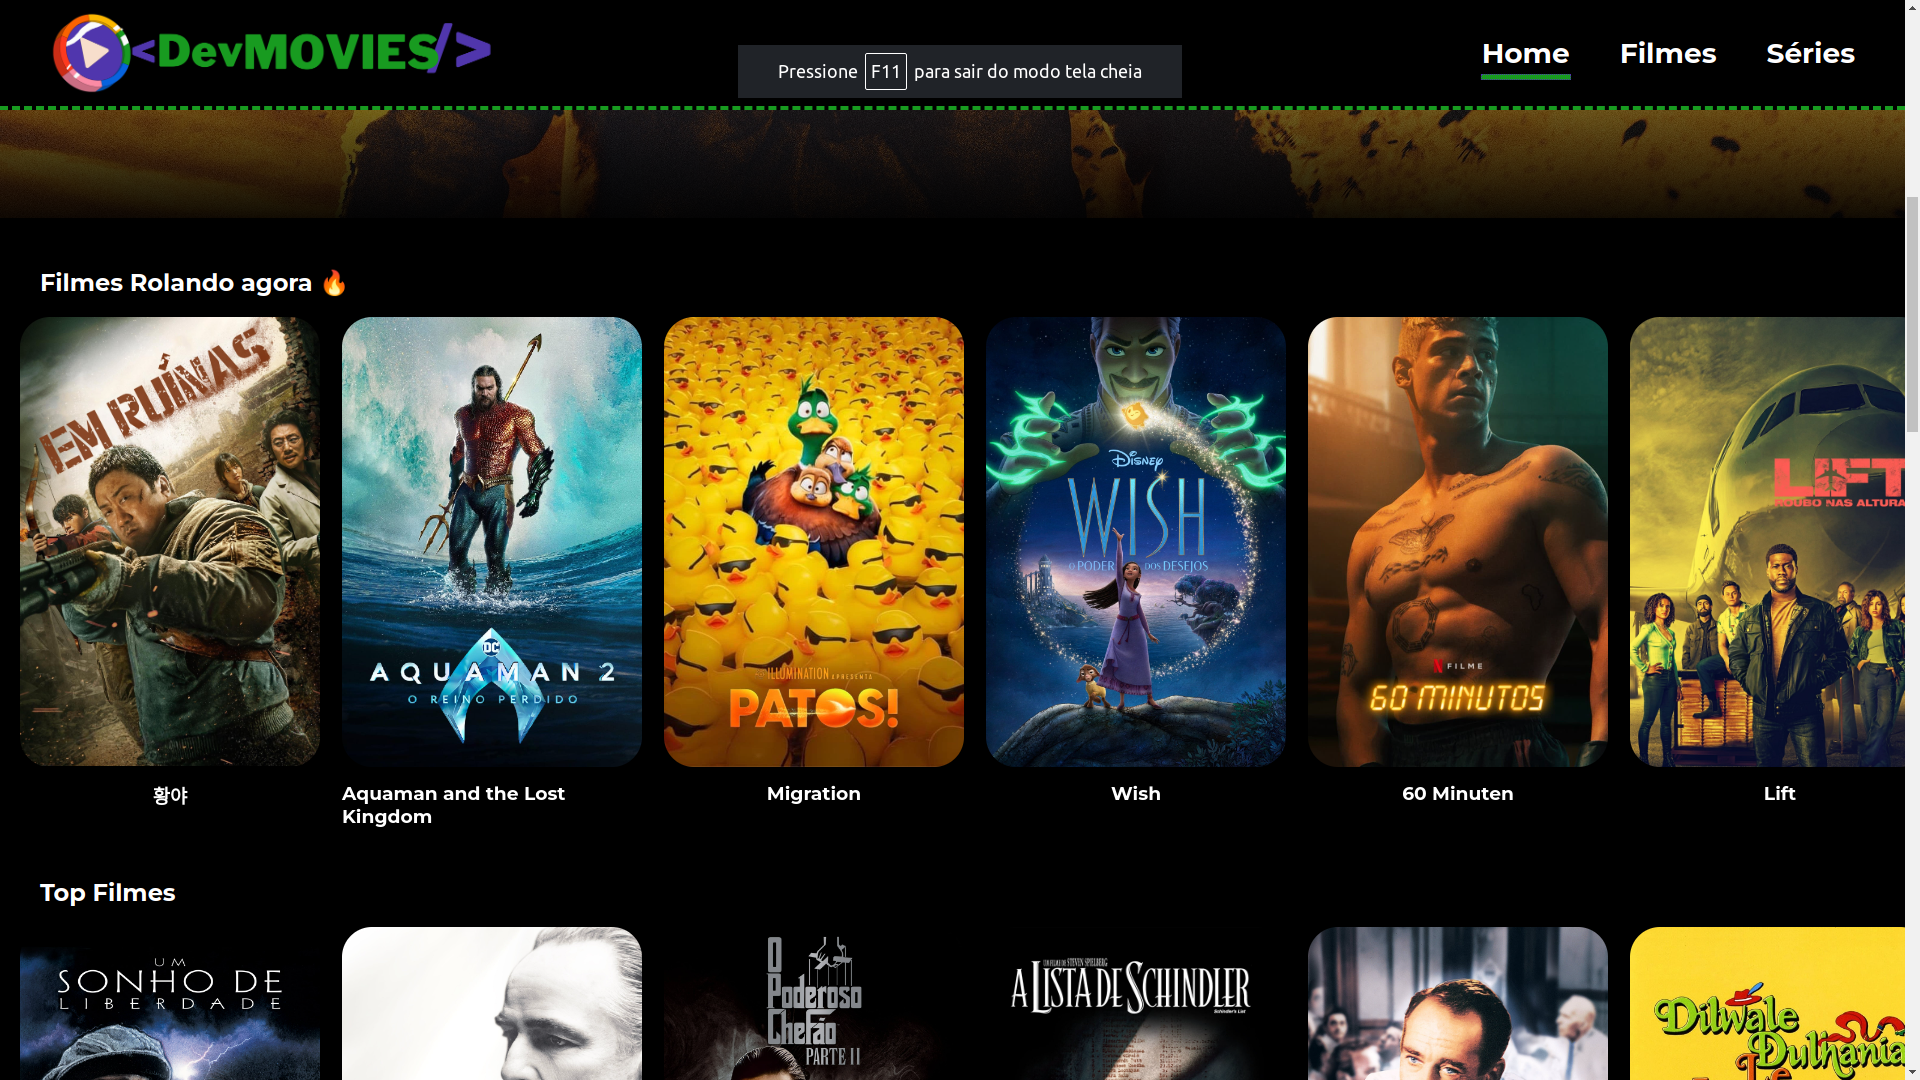 <DevMOVIES/>
Pressione F11 para sair do modo tela cheia
Home
Filmes
Séries
Filmes Rolando agora 🔥
EM RUÍNAS
DC
AQUAMAN 2
O REINO PERDIDO
ILLUMINATION APRESENTA
PATOS!
Disney
WISH
O PODER DOS DESEJOS
N FILME
60 MINUTOS
LIFT
ROUBO NAS ALTURA
황야
Aquaman and the Lost
Kingdom
Migration
Wish
60 Minuten
Lift
Top Filmes
UM
SONHO DE
LIBERDADE
O
Poderoso
Chefão
PARTE II
UM FILME DE STEVEN SPIELBERG
A LISTA DE SCHINDLER
Schindler's List
Dilwale
Dulhania